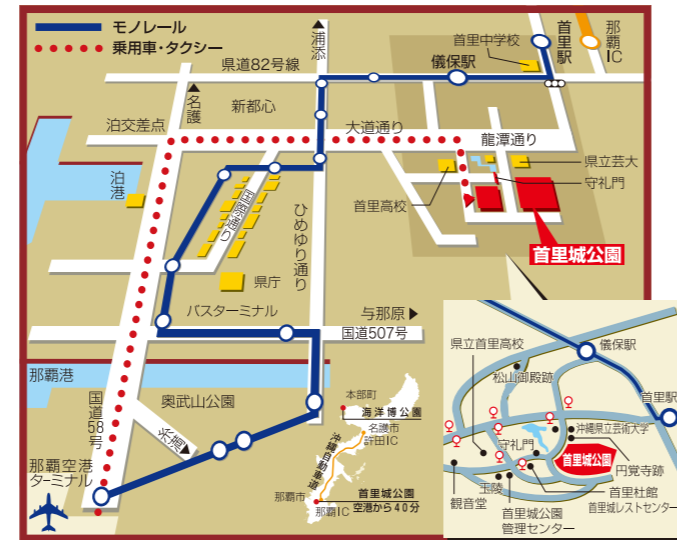 モノレール
乗用車・タクシー
▲浦添
首里中学校
首里駅
那覇IC
県道82号線
儀保駅
▲名護
新都心
泊交差点
大道通り
龍潭通り
県立芸大
守礼門
泊港
首里高校
国際通り
ひめゆり通り
首里城公園
県庁
バスターミナル
与那原▶
国道507号
那覇港
国道58号
奥武山公園
糸満▶
那覇空港
ターミナル
本部町
海洋博公園
名護市
許田IC
沖縄自動車道
那覇市
首里城公園
空港から40分
那覇IC
県立首里高校
儀保駅
松山御殿跡
首里駅
沖縄県立芸術大学
守礼門
首里城公園
円覚寺跡
玉陵
観音堂
首里杜館
首里城レストセンター
首里城公園
管理センター